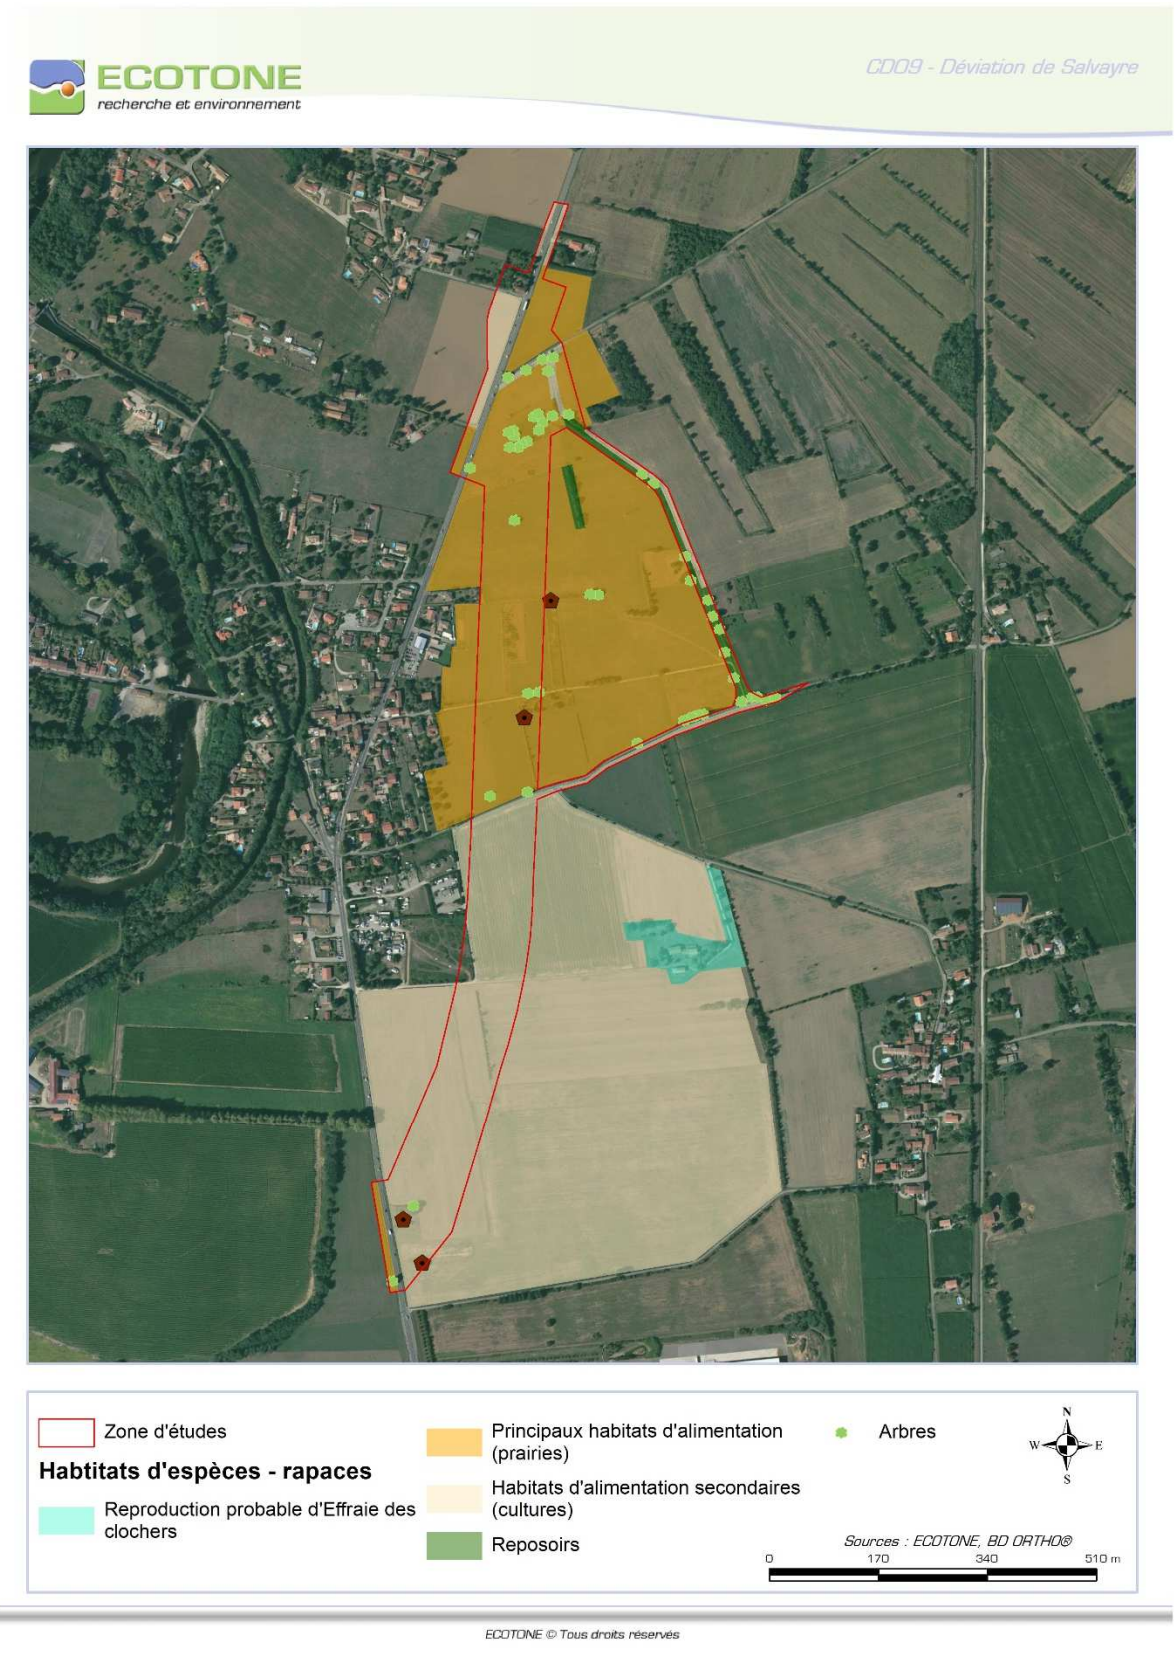 ECOTONE
recherche et environnement
CD09 - Déviation de Salvayre
Zone d'études
Habtitats d'espèces - rapaces
Reproduction probable d'Effraie des
clochers
Principaux habitats d'alimentation
(prairies)
Habitats d'alimentation secondaires
(cultures)
Reposoirs
Arbres
N
W E
S
Sources : ECOTONE, BD ORTHO®
0 170 340 510 m
ECOTONE © Tous droits réservés